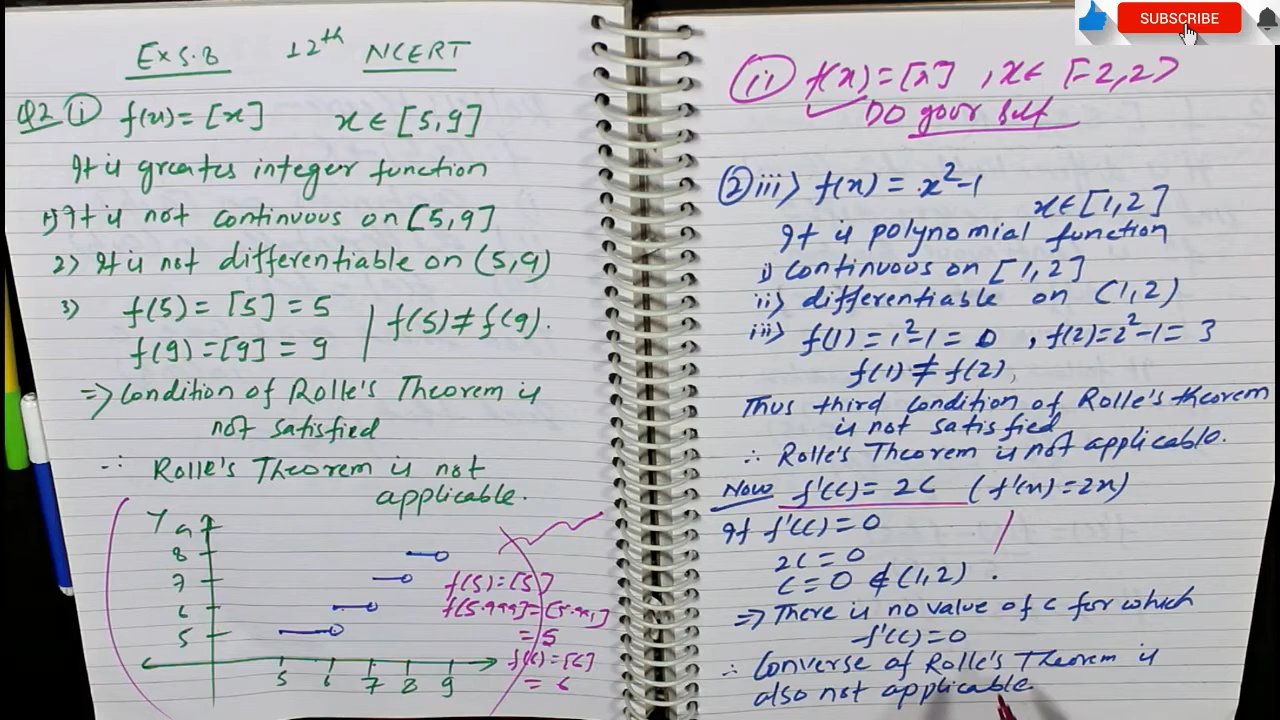 Ex 5.8 12th NCERT
Q2 (i) f(x) = [x] x ∈ [5,9]
It is greates integer function
1) It is not continuous on [5,9]
2) It is not differentiable on (5,9)
3) f(5) = [5] = 5
f(9) = [9] = 9
f(5) ≠ f(9).
⇒ Condition of Rolle's Theorem is
not satisfied
∴ Rolle's Theorem is not
applicable.
Y
9
8
7
6
5
5 6 7 8 9
f(5) = [5]
= 5
= 6
SUBSCRIBE
(ii) f(x) = [x] , x ∈ [-2,2]
Do your self
(2) iii) f(x) = x²-1
x ∈ [1,2]
It is polynomial function
i) continuous on [1,2]
ii) differentiable on (1,2)
iii) f(1) = 1²-1 = 0 , f(2) = 2²-1 = 3
f(1) ≠ f(2),
Thus third condition of Rolle's theorem
is not satisfied
∴ Rolle's Theorem is not applicable.
Now f'(c) = 2c (f'(x) = 2x)
If f'(c) = 0
2c = 0
c = 0 ∉ (1,2) .
⇒ There is no value of c for which
f'(c) = 0
∴ Converse of Rolle's Theorem is
also not applicable